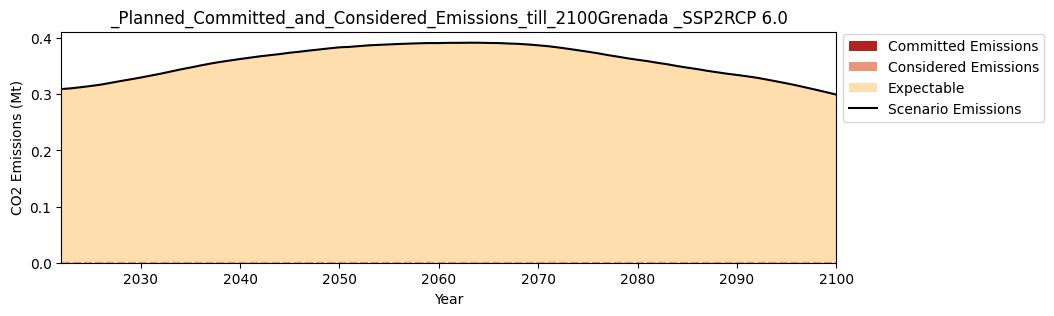 _Planned_Committed_and_Considered_Emissions_till_2100Grenada _SSP2RCP 6.0
CO2 Emissions (Mt)
0.4
0.3
0.2
0.1
0.0
2030 2040 2050 2060 2070 2080 2090 2100
Year
Committed Emissions
Considered Emissions
Expectable
Scenario Emissions